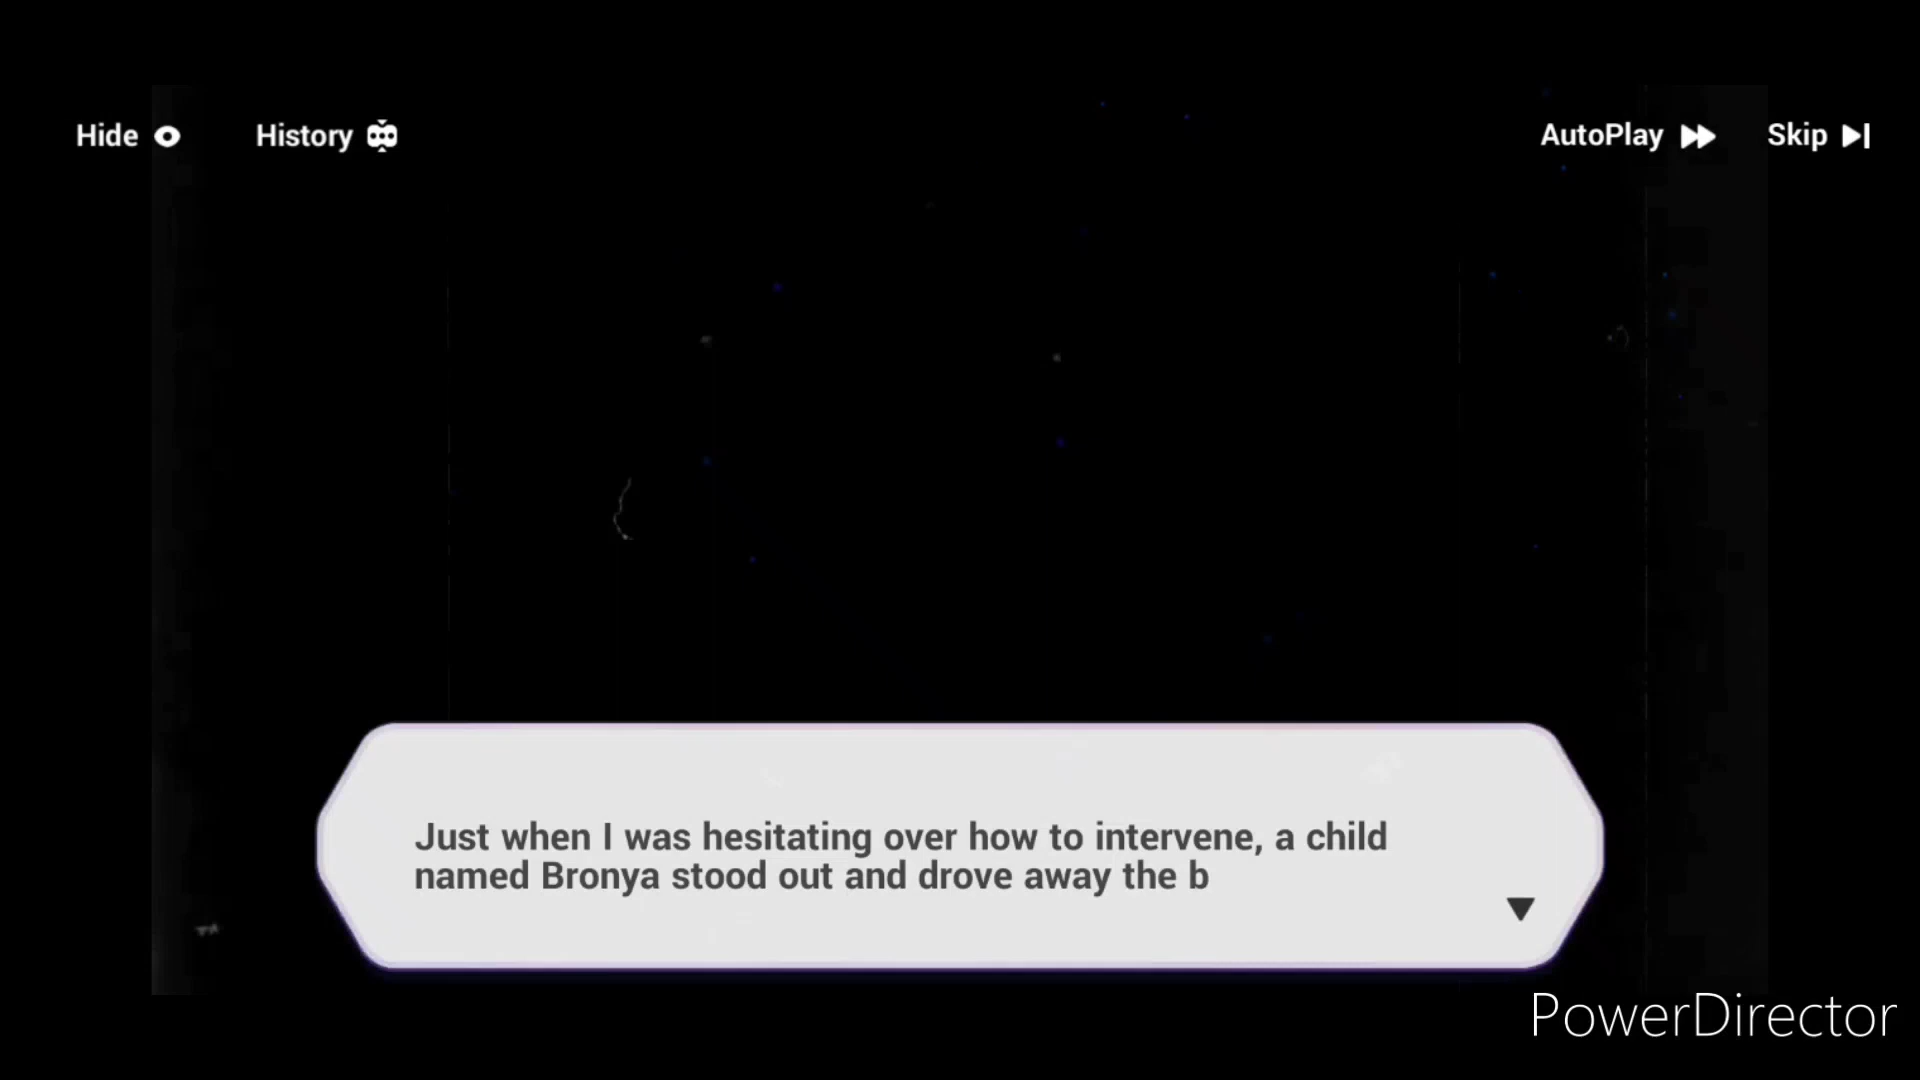 Hide
History
AutoPlay
Skip
Just when I was hesitating over how to intervene, a child
named Bronya stood out and drove away the b
PowerDirector